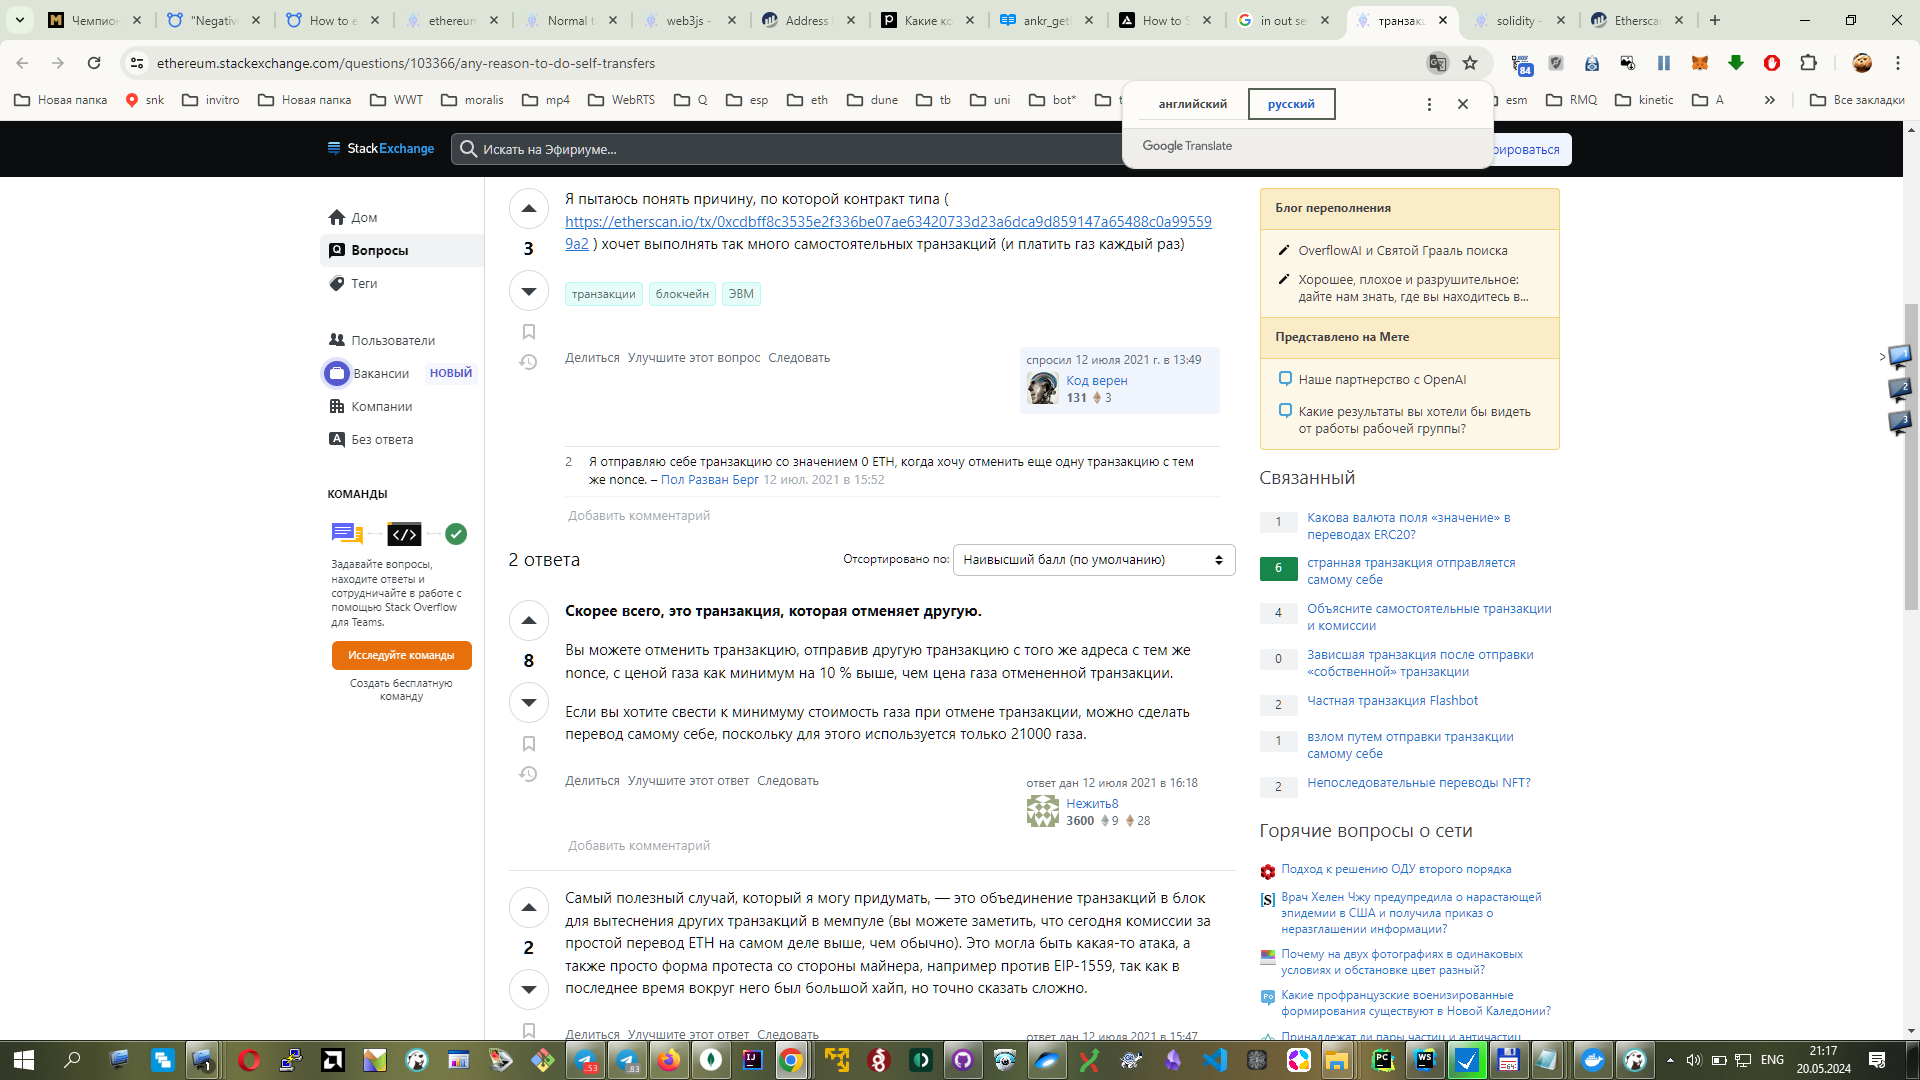 Чемпион
"Negative
How to e
ethereum
Normal t
web3js -
Address
Какие ко
ankr_get
How to S
in out se
транзакц
solidity -
Etherscan
ethereum.stackexchange.com/questions/103366/any-reason-to-do-self-transfers
84
Новая папка
snk
invitro
Новая папка
WWT
moralis
mp4
WebRTS
Q
esp
eth
dune
tb
uni
bot*
esm
RMQ
kinetic
A
Все закладки
английский
русский
Google Translate
StackExchange
Искать на Эфириуме...
рироваться
Дом
Вопросы
Теги
Пользователи
Вакансии
НОВЫЙ
Компании
Без ответа
КОМАНДЫ
Задавайте вопросы,
находите ответы и
сотрудничайте в работе с
помощью Stack Overflow
для Teams.
Исследуйте команды
Создать бесплатную
команду
Я пытаюсь понять причину, по которой контракт типа (
https://etherscan.io/tx/0xcdbff8c3535e2f336be07ae63420733d23a6dca9d859147a65488c0a99559
9a2 ) хочет выполнять так много самостоятельных транзакций (и платить газ каждый раз)
3
транзакции
блокчейн
ЭВМ
Делиться Улучшите этот вопрос Следовать
спросил 12 июля 2021 г. в 13:49
Код верен
131 3
2 Я отправляю себе транзакцию со значением 0 ETH, когда хочу отменить еще одну транзакцию с тем
же nonce. – Пол Разван Берг 12 июл. 2021 в 15:52
Добавить комментарий
2 ответа
Отсортировано по:
Наивысший балл (по умолчанию)
Скорее всего, это транзакция, которая отменяет другую.
8
Вы можете отменить транзакцию, отправив другую транзакцию с того же адреса с тем же
nonce, с ценой газа как минимум на 10 % выше, чем цена газа отмененной транзакции.
Если вы хотите свести к минимуму стоимость газа при отмене транзакции, можно сделать
перевод самому себе, поскольку для этого используется только 21000 газа.
Делиться Улучшите этот ответ Следовать
ответ дан 12 июля 2021 в 16:18
Нежить8
3600 9 28
Добавить комментарий
2
Самый полезный случай, который я могу придумать, — это объединение транзакций в блок
для вытеснения других транзакций в мемпуле (вы можете заметить, что сегодня комиссии за
простой перевод ETH на самом деле выше, чем обычно). Это могла быть какая-то атака, а
также просто форма протеста со стороны майнера, например против EIP-1559, так как в
последнее время вокруг него был большой хайп, но точно сказать сложно.
Делиться Улучшите этот ответ Следовать
ответ дан 12 июля 2021 в 15:47
Блог переполнения
OverflowAI и Святой Грааль поиска
Хорошее, плохое и разрушительное:
дайте нам знать, где вы находитесь в...
Представлено на Мете
Наше партнерство с OpenAI
Какие результаты вы хотели бы видеть
от работы рабочей группы?
Связанный
1 Какова валюта поля «значение» в
переводах ERC20?
6 странная транзакция отправляется
самому себе
4 Объясните самостоятельные транзакции
и комиссии
0 Зависшая транзакция после отправки
«собственной» транзакции
2 Частная транзакция Flashbot
1 взлом путем отправки транзакции
самому себе
2 Непоследовательные переводы NFT?
Горячие вопросы о сети
Подход к решению ОДУ второго порядка
Врач Хелен Чжу предупредила о нарастающей
эпидемии в США и получила приказ о
неразглашении информации?
Почему на двух фотографиях в одинаковых
условиях и обстановке цвет разный?
Какие профранцузские военизированные
формирования существуют в Новой Каледонии?
Принадлежат ли пары частиц и античастиц
1
2
3
ENG
21:17
20.05.2024